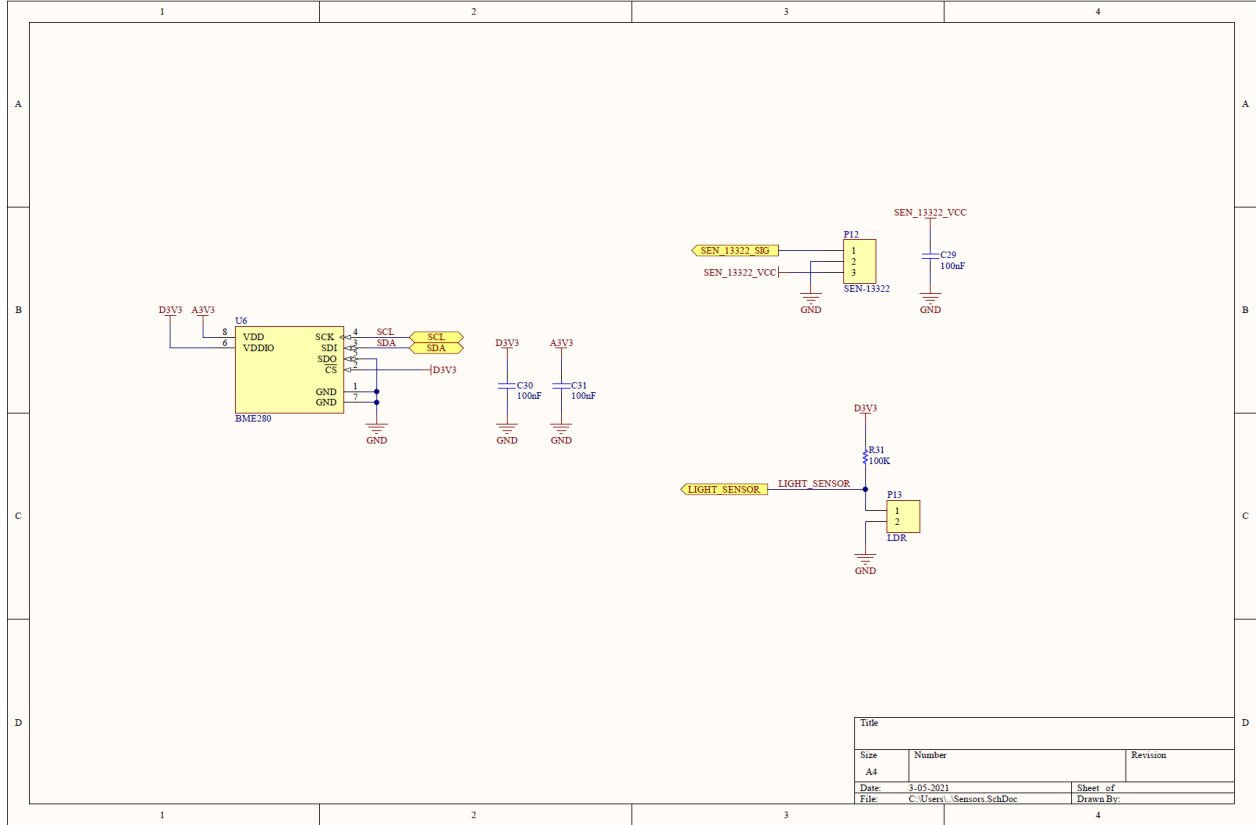 1 2 3 4
A A
SEN_13322_VCC
P12
SEN_13322_SIG 1
2
C29
100nF
SEN_13322_VCC 3
SEN-13322
GND GND
B B
D3V3 A3V3
U6
8 VDD SCK 4 SCL SCL
6 VDDIO SDI 3 SDA SDA
SDO 5
CS 2 D3V3
GND 1
GND 7
BME280
GND
D3V3 A3V3
C30 C31
100nF 100nF
GND GND
D3V3
R31
100K
LIGHT_SENSOR LIGHT_SENSOR
P13
1
2
LDR
GND
C C
D D
Title
Size Number Revision
A4
Date: 3-05-2021 Sheet of
File: C:\Users\..\Sensors.SchDoc Drawn By:
1 2 3 4